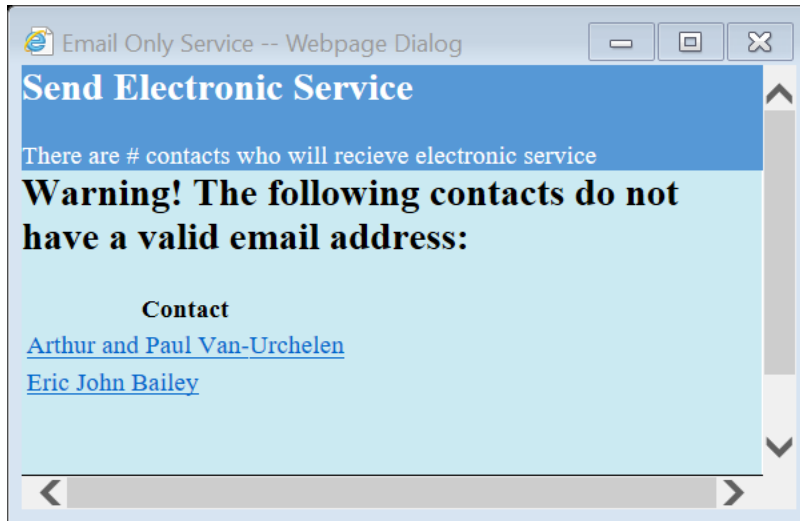 Email Only Service -- Webpage Dialog
Send Electronic Service
There are # contacts who will recieve electronic service
Warning! The following contacts do not
have a valid email address:
Contact
Arthur and Paul Van-Urchelen
Eric John Bailey